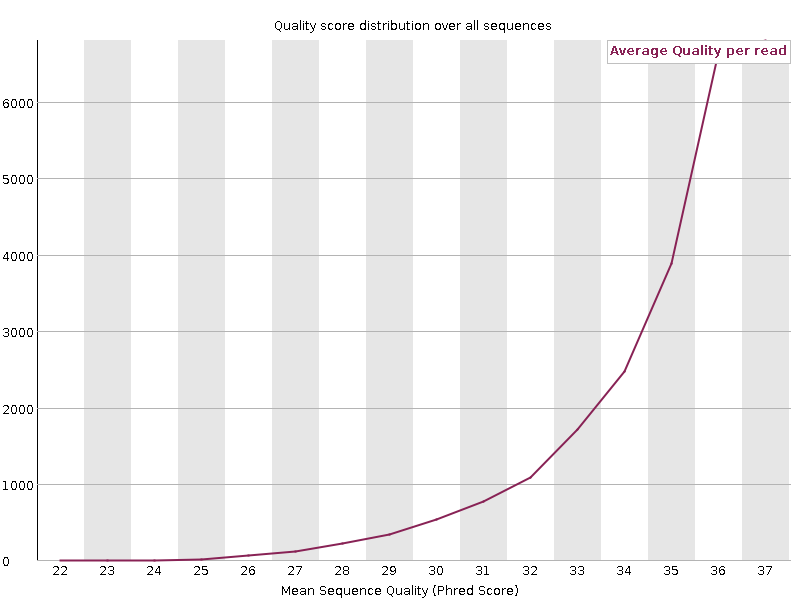 Quality score distribution over all sequences
Average Quality per read
6000
5000
4000
3000
2000
1000
0
22 23 24 25 26 27 28 29 30 31 32 33 34 35 36 37
Mean Sequence Quality (Phred Score)